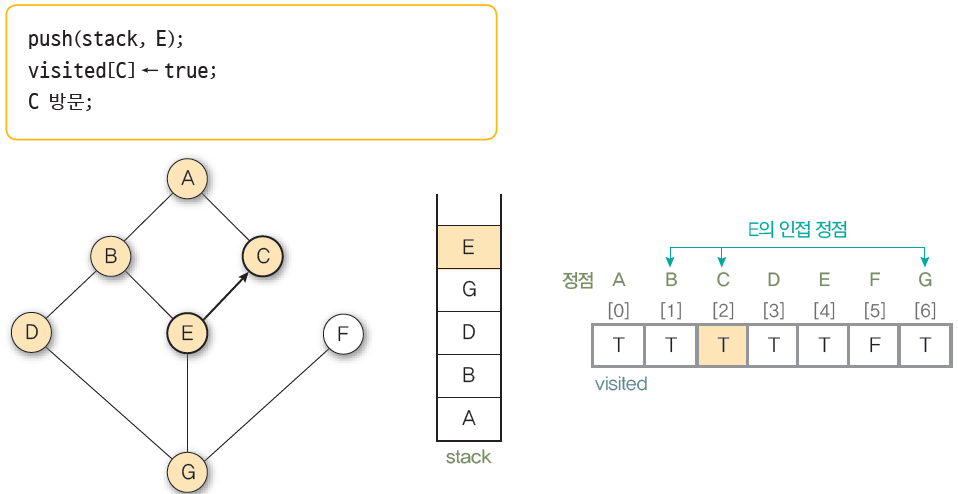 push(stack, E);
visited[C] ← true;
C 방문;
A
B
C
D
E
F
G
E
G
D
B
A
stack
E의 인접 정점
정점 A B C D E F G
[0] [1] [2] [3] [4] [5] [6]
T T T T T F T
visited